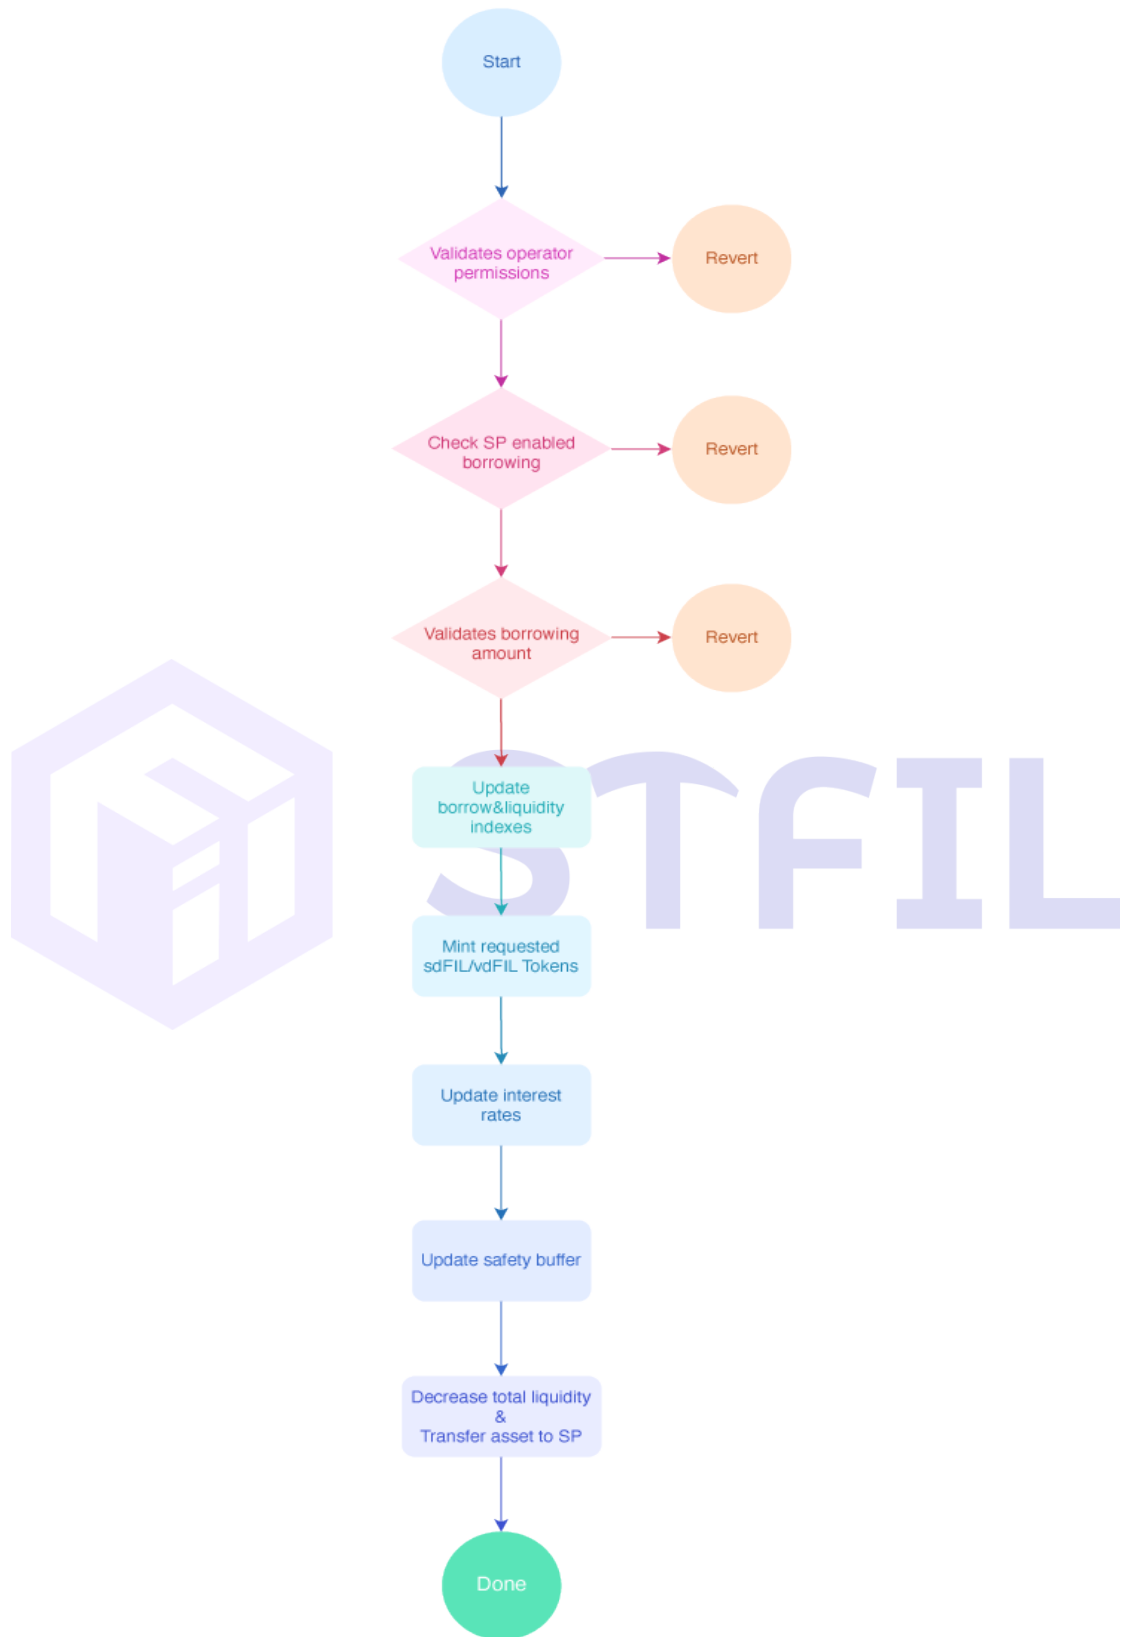 Start
Validates operator
permissions
Revert
Check SP enabled
borrowing
Revert
Validates borrowing
amount
Revert
STFIL
Update
borrow&liquidity
indexes
Mint requested
sdFIL/vdFIL Tokens
Update interest
rates
Update safety buffer
Decrease total liquidity
&
Transfer asset to SP
Done